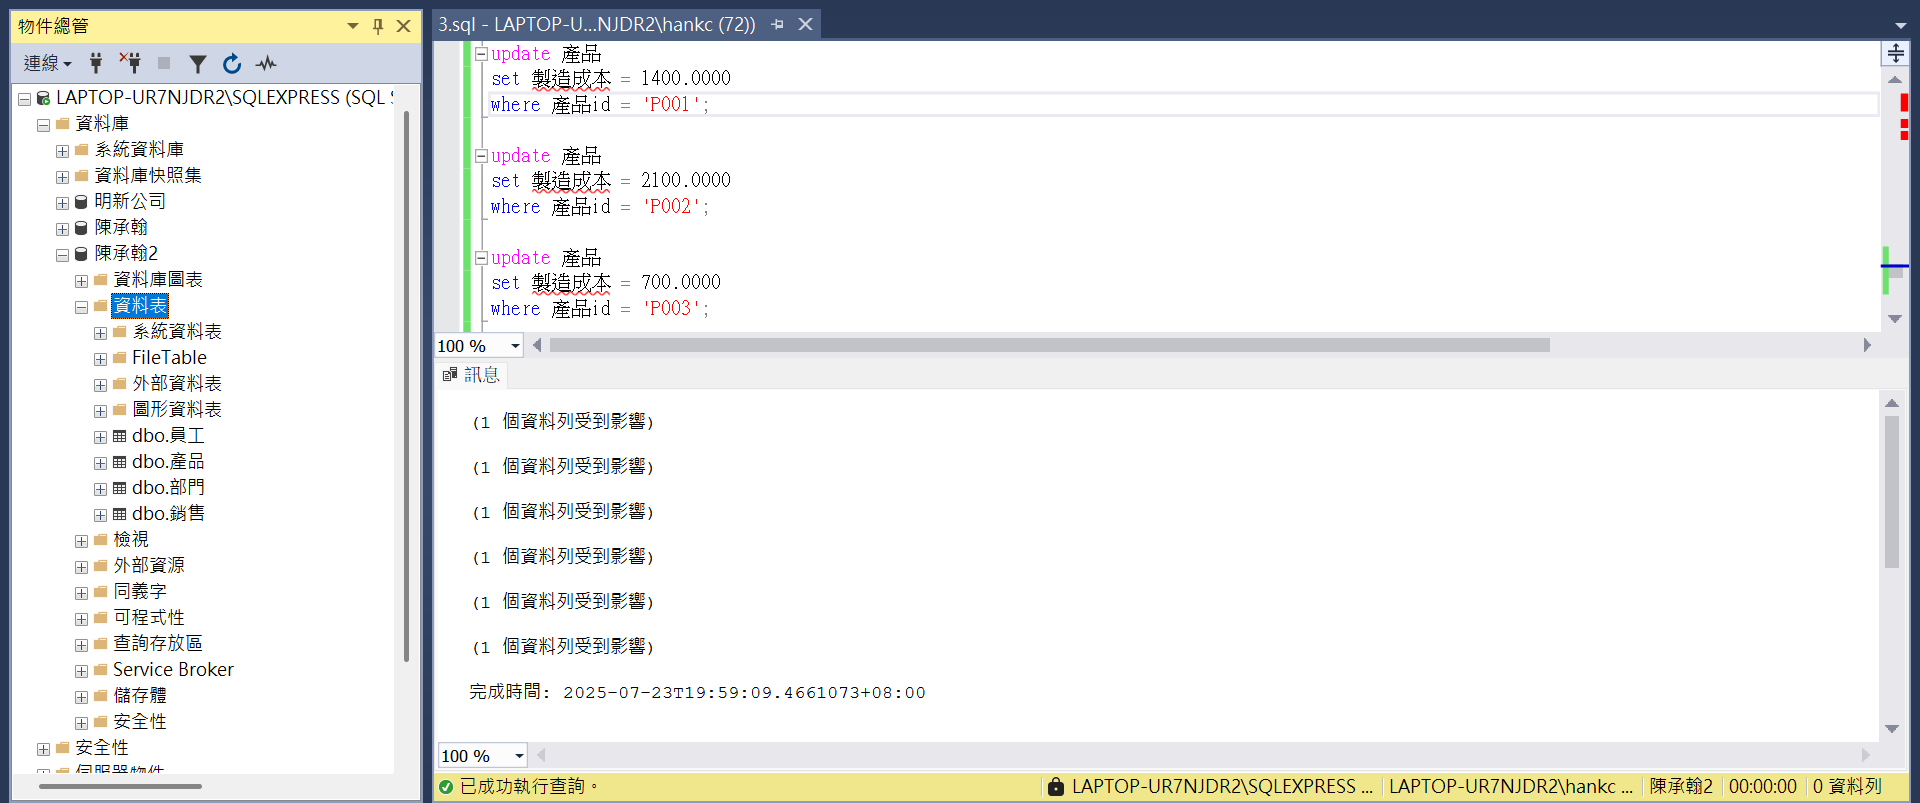 物件總管
連線
LAPTOP-UR7NJDR2\SQLEXPRESS (SQL
資料庫
系統資料庫
資料庫快照集
明新公司
陳承翰
陳承翰2
資料庫圖表
資料表
系統資料表
FileTable
外部資料表
圖形資料表
dbo.員工
dbo.產品
dbo.部門
dbo.銷售
檢視
外部資源
同義字
可程式性
查詢存放區
Service Broker
儲存體
安全性
安全性
伺服器物件
3.sql - LAPTOP-U...NJDR2\hankc (72))
update 產品
set 製造成本 = 1400.0000
where 產品id = 'P001';
update 產品
set 製造成本 = 2100.0000
where 產品id = 'P002';
update 產品
set 製造成本 = 700.0000
where 產品id = 'P003';
100 %
訊息
(1 個資料列受到影響)
(1 個資料列受到影響)
(1 個資料列受到影響)
(1 個資料列受到影響)
(1 個資料列受到影響)
(1 個資料列受到影響)
完成時間: 2025-07-23T19:59:09.4661073+08:00
100 %
已成功執行查詢。
LAPTOP-UR7NJDR2\SQLEXPRESS ...
LAPTOP-UR7NJDR2\hankc ...
陳承翰2
00:00:00
0 資料列